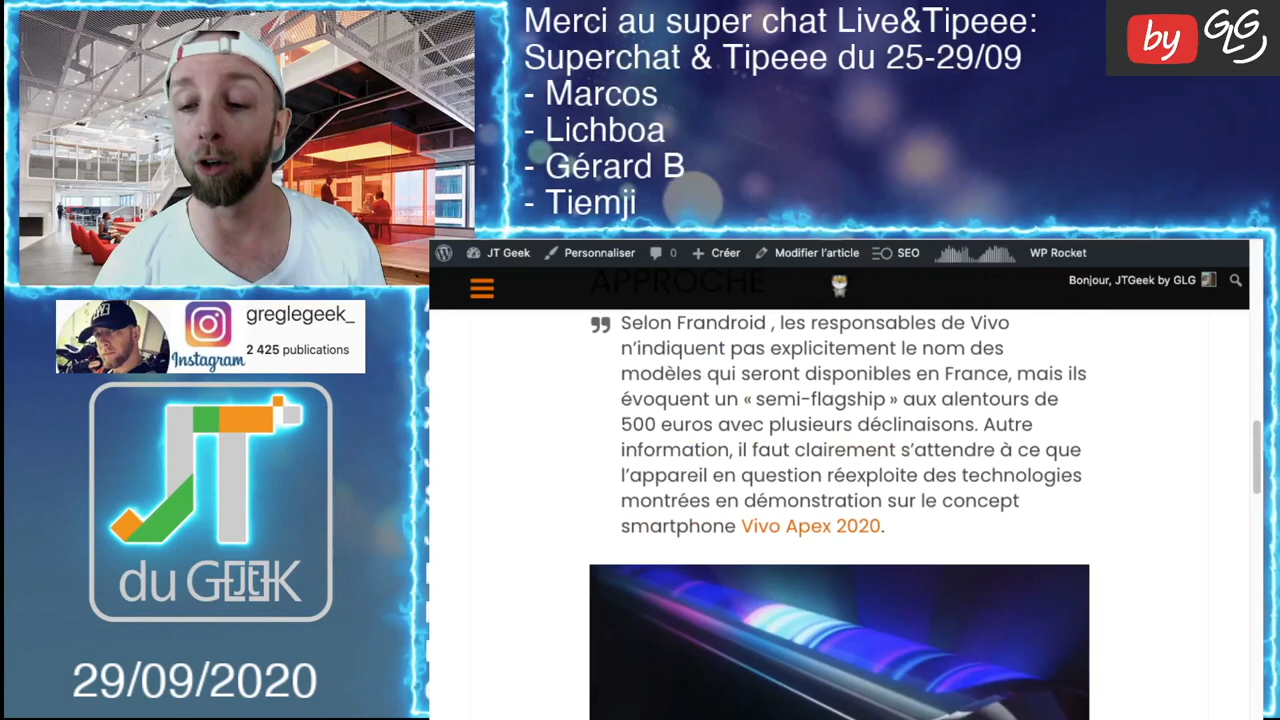 Merci au super chat Live&Tipeee:
Superchat & Tipeee du 25-29/09
- Marcos
- Lichboa
- Gérard B
- Tiemji
by GLG
JT Geek Personnaliser 0 Créer Modifier l'article SEO WP Rocket
APPROCHE
Bonjour, JTGeek by GLG
Selon Frandroid , les responsables de Vivo
n'indiquent pas explicitement le nom des
modèles qui seront disponibles en France, mais ils
évoquent un « semi-flagship » aux alentours de
500 euros avec plusieurs déclinaisons. Autre
information, il faut clairement s'attendre à ce que
l'appareil en question réexploite des technologies
montrées en démonstration sur le concept
smartphone Vivo Apex 2020.
greglegeek_
2 425 publications
Instagram
JT
du GEEK
29/09/2020